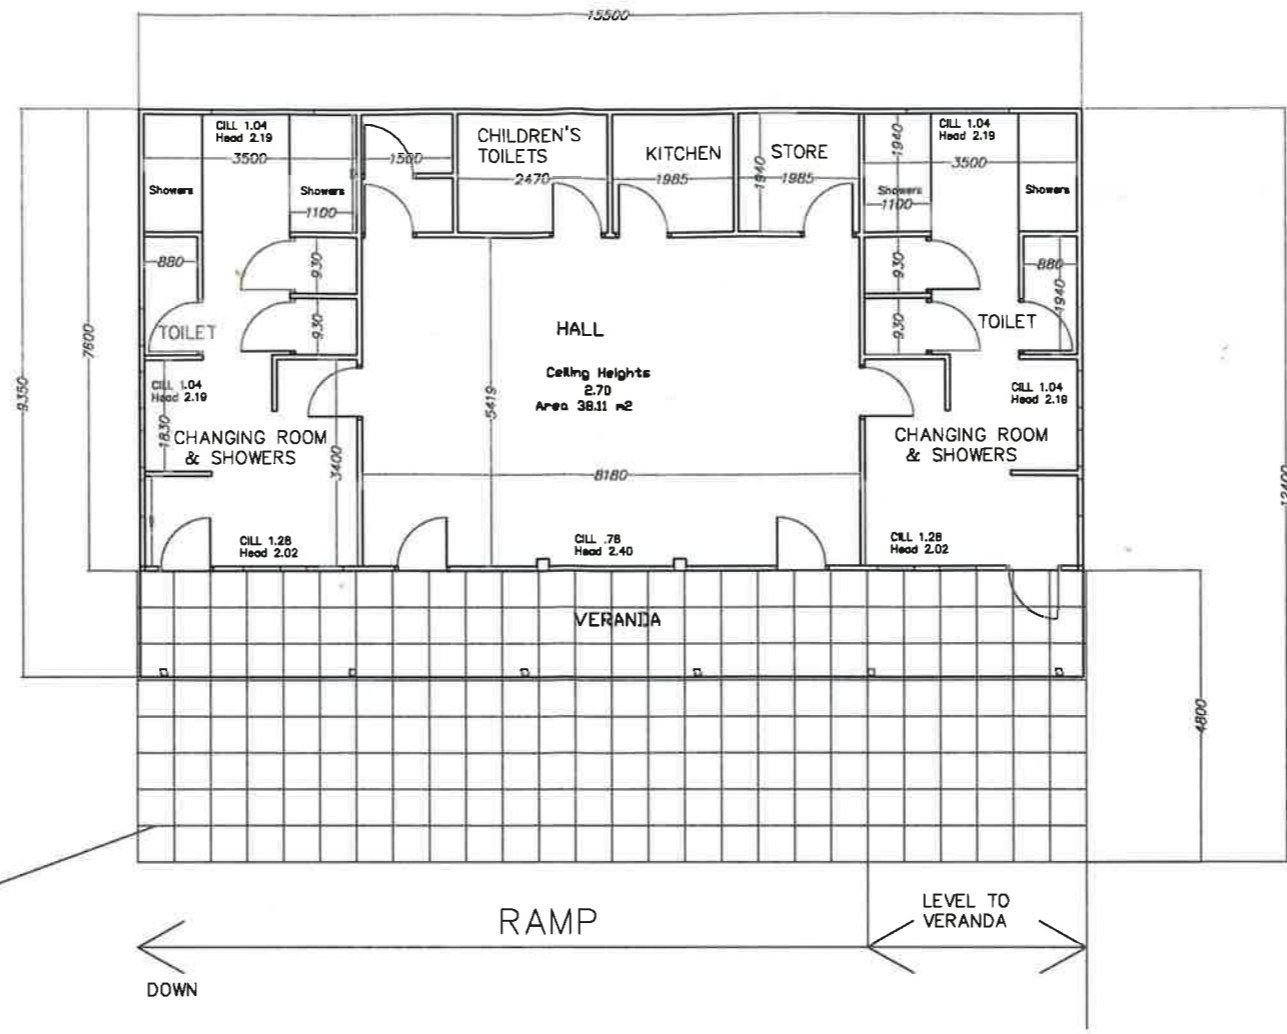 15500
CILL 1.04
Head 2.19
3500
Showers
Showers
1100
1500
CHILDREN'S
TOILETS
2470
KITCHEN
1985
STORE
1940
1985
1940
CILL 1.04
Head 2.19
3500
Showers
1100
Showers
880
930
930
TOILET
930
930
880
1940
TOILET
7600
9350
HALL
Ceiling Heights
2.70
Area 38.11 m2
5419
8180
CILL 1.04
Head 2.19
1830
CHANGING ROOM
& SHOWERS
3400
CILL 1.28
Head 2.02
CILL .78
Head 2.40
CILL 1.04
Head 2.19
CHANGING ROOM
& SHOWERS
CILL 1.28
Head 2.02
VERANDA
4800
12400
RAMP
LEVEL TO
VERANDA
DOWN